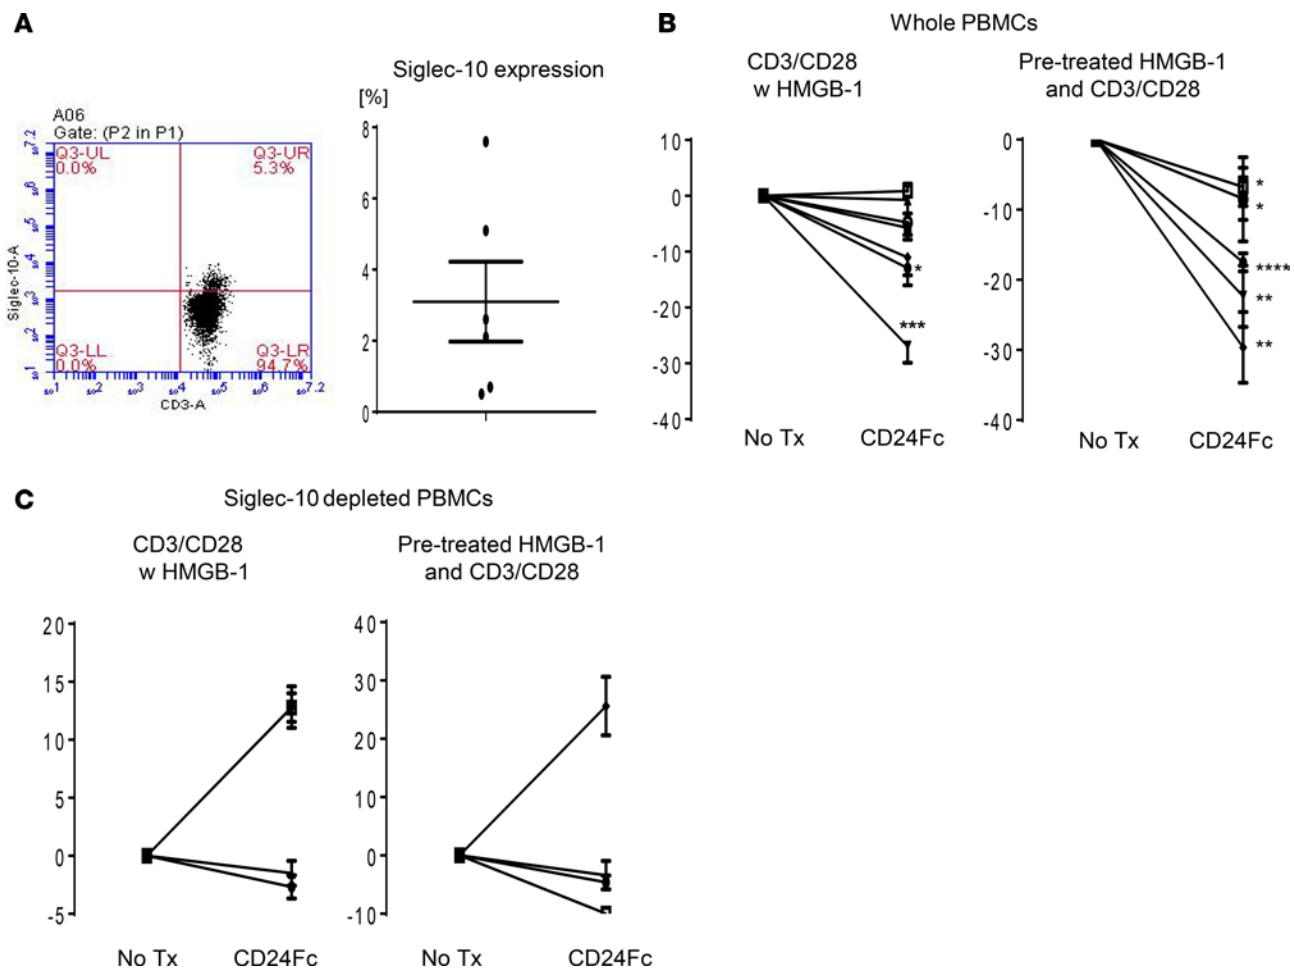 A
Siglec-10 expression
[%]
A06
Gate: (P2 in P1)
Q3-UL
0.0%
Q3-UR
5.3%
Q3-LL
0.0%
Q3-LR
94.7%
Siglec-10-A
CD3-A
8
6
4
2
0
B
Whole PBMCs
CD3/CD28
w HMGB-1
10
0
-10
-20
-30
-40
*
***
No Tx
CD24Fc
Pre-treated HMGB-1
and CD3/CD28
0
-10
-20
-30
-40
*
*
****
**
**
No Tx
CD24Fc
C
Siglec-10 depleted PBMCs
CD3/CD28
w HMGB-1
20
15
10
5
0
-5
No Tx
CD24Fc
Pre-treated HMGB-1
and CD3/CD28
40
30
20
10
0
-10
No Tx
CD24Fc